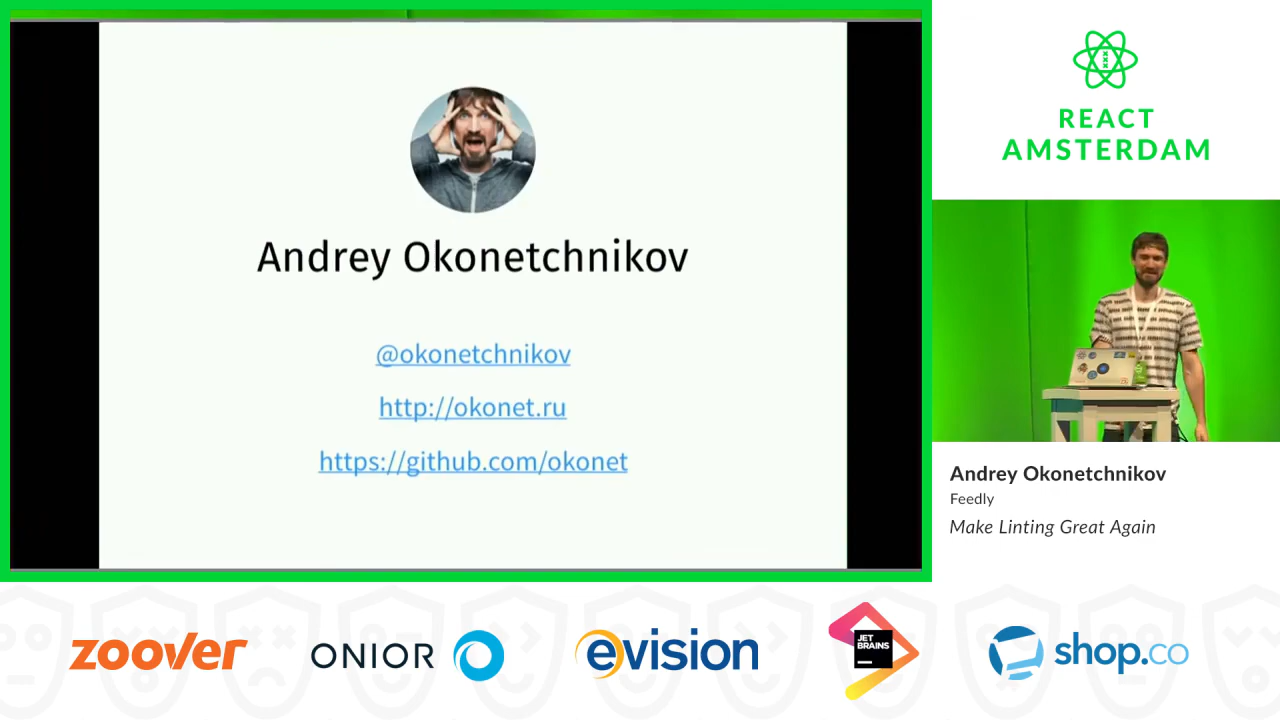 Andrey Okonetchnikov
@okonetchnikov
http://okonet.ru
https://github.com/okonet
REACT
AMSTERDAM
Andrey Okonetchnikov
Feedly
Make Linting Great Again
zoover
ONIOR
evision
JET
BRAINS
shop.co